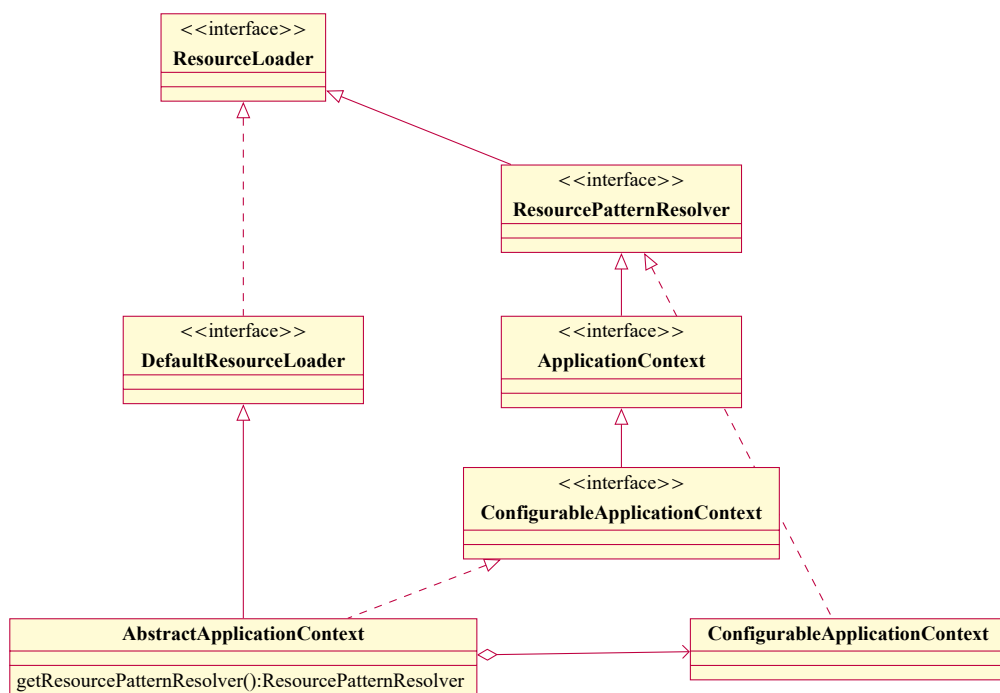 <<interface>>
ResourceLoader
<<interface>>
ResourcePatternResolver
<<interface>>
DefaultResourceLoader
<<interface>>
ApplicationContext
<<interface>>
ConfigurableApplicationContext
AbstractApplicationContext
getResourcePatternResolver():ResourcePatternResolver
ConfigurableApplicationContext